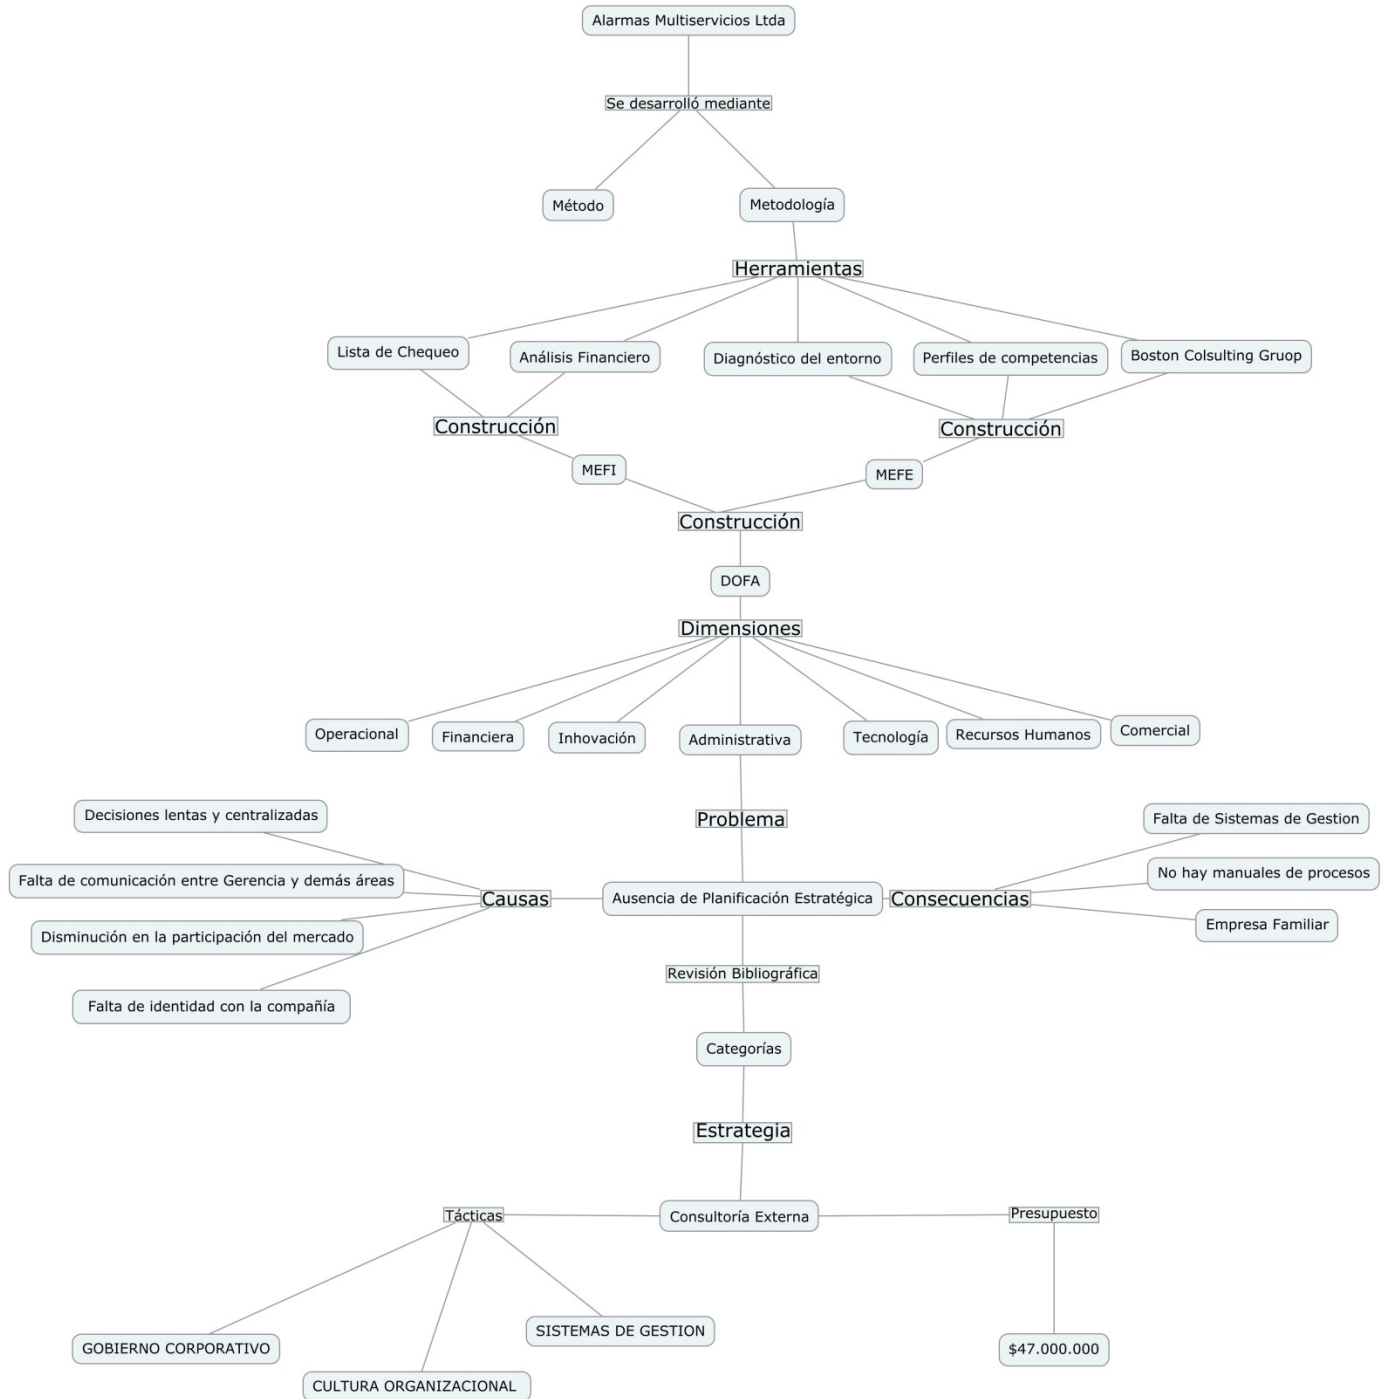 Alarmas Multiservicios Ltda
Se desarrolló mediante
Método
Metodología
Herramientas
Lista de Chequeo
Análisis Financiero
Diagnóstico del entorno
Perfiles de competencias
Boston Colsulting Gruop
Construcción
Construcción
MEFI
MEFE
Construcción
DOFA
Dimensiones
Operacional
Financiera
Inhovación
Administrativa
Tecnología
Recursos Humanos
Comercial
Problema
Decisiones lentas y centralizadas
Falta de comunicación entre Gerencia y demás áreas
Disminución en la participación del mercado
Falta de identidad con la compañía
Causas
Ausencia de Planificación Estratégica
Consecuencias
Falta de Sistemas de Gestion
No hay manuales de procesos
Empresa Familiar
Revisión Bibliográfica
Categorías
Estrategia
Tácticas
Consultoría Externa
Presupuesto
GOBIERNO CORPORATIVO
CULTURA ORGANIZACIONAL
SISTEMAS DE GESTION
$47.000.000